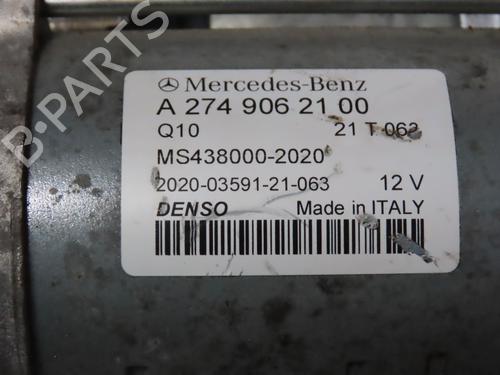 Mercedes-Benz
A 274 906 21 00
Q10 21 T 062
MS438000-2020
2020-03591-21-063 12 V
DENSO Made in ITALY
B-PARTS